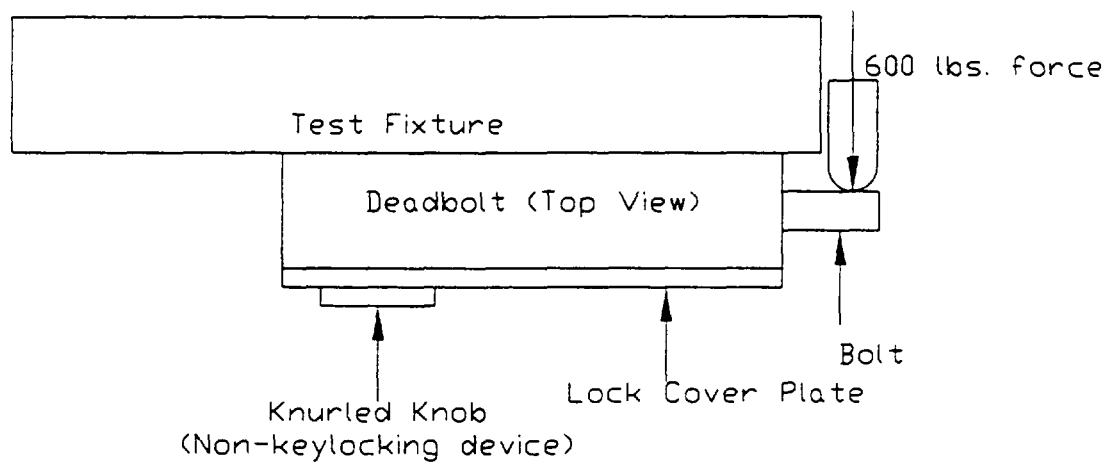 600 lbs. force
Test Fixture
Deadbolt (Top View)
Bolt
Lock Cover Plate
Knurled Knob
(Non-keylocking device)